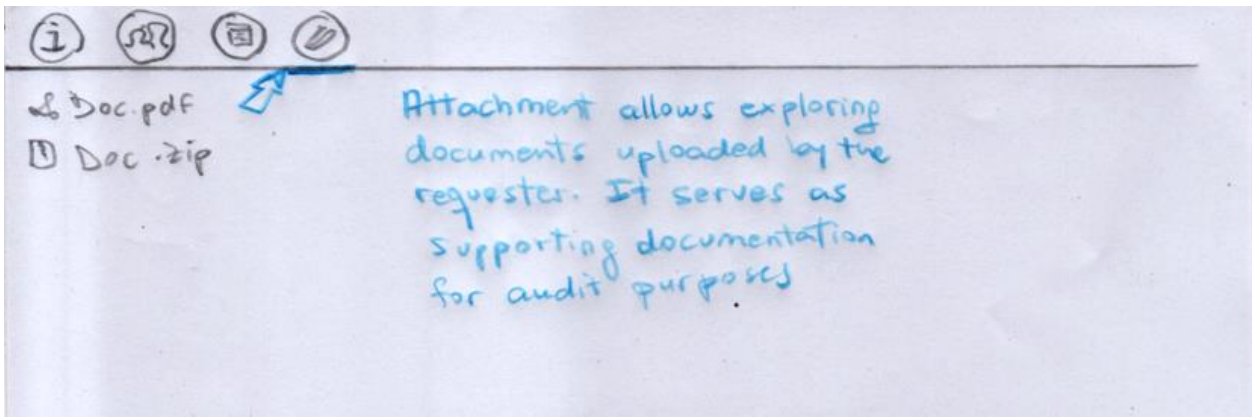 i
Doc.pdf
Doc.zip
Attachment allows exploring
documents uploaded by the
requester. It serves as
supporting documentation
for audit purposes